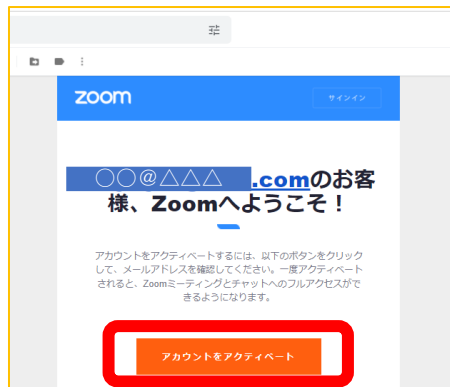 zoom
サインイン
○○@△△△ .comのお客
様、Zoomへようこそ！
アカウントをアクティベートするには、以下のボタンをクリック
して、メールアドレスを確認してください。一度アクティベート
されると、Zoomミーティングとチャットへのフルアクセスがで
きるようになります。
アカウントをアクティベート